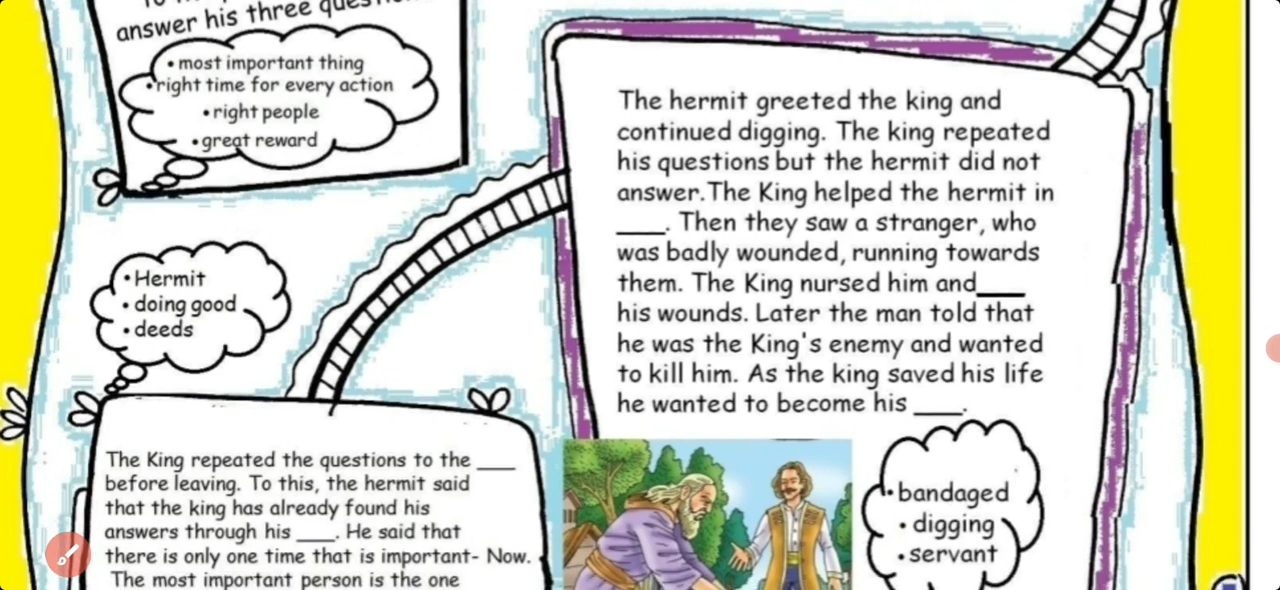 answer his three
• most important thing
• right time for every action
• right people
• great reward
The hermit greeted the king and
continued digging. The king repeated
his questions but the hermit did not
answer.The King helped the hermit in
____. Then they saw a stranger, who
was badly wounded, running towards
them. The King nursed him and____
his wounds. Later the man told that
he was the King's enemy and wanted
to kill him. As the king saved his life
he wanted to become his ____.
• bandaged
• digging
• servant
• Hermit
• doing good
• deeds
The King repeated the questions to the ____
before leaving. To this, the hermit said
that the king has already found his
answers through his ____. He said that
there is only one time that is important- Now.
The most important person is the one